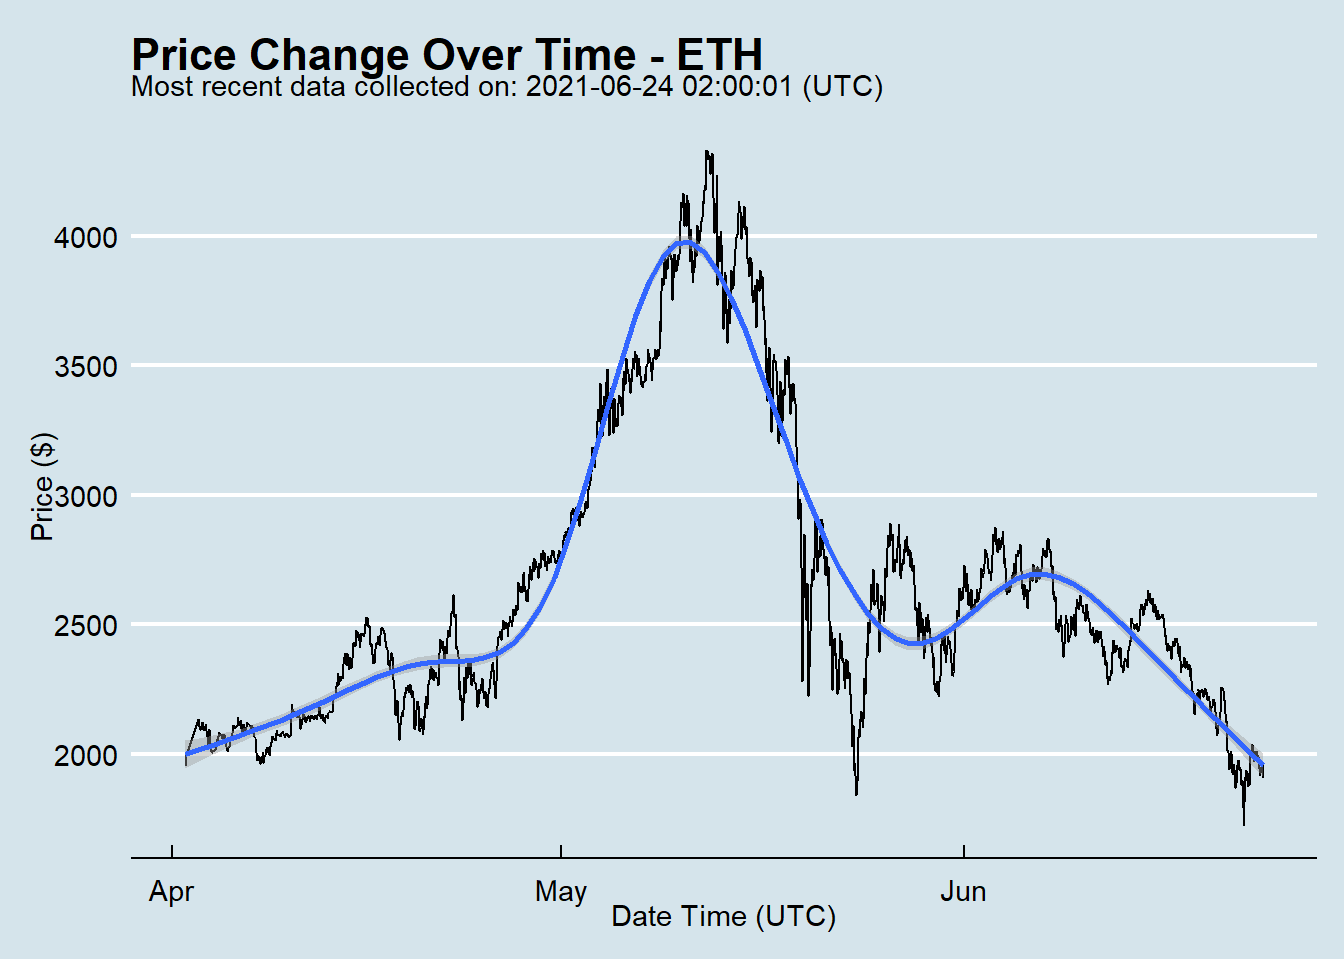 Price Change Over Time - ETH
Most recent data collected on: 2021-06-24 02:00:01 (UTC)
4000
3500
3000
2500
2000
Price ($)
Apr
May
Jun
Date Time (UTC)